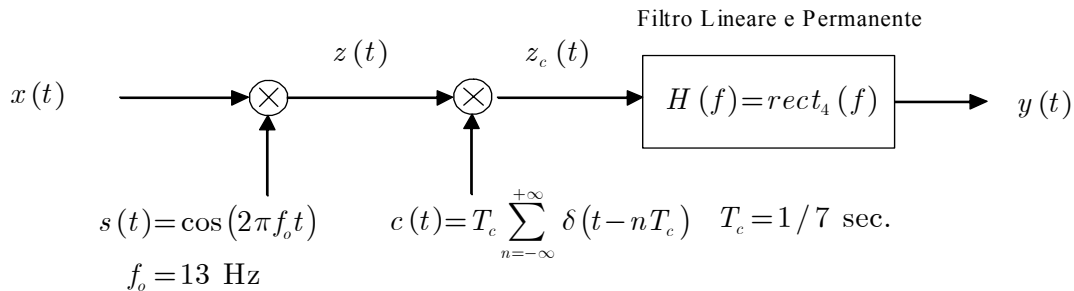 Filtro Lineare e Permanente
x(t)
z(t)
z_c(t)
H(f)=rect_4(f)
y(t)
s(t)=cos(2πf_o t)
c(t)=T_c ∑_{n=-∞}^{+∞} δ(t-nT_c) T_c=1/7 sec.
f_o=13 Hz